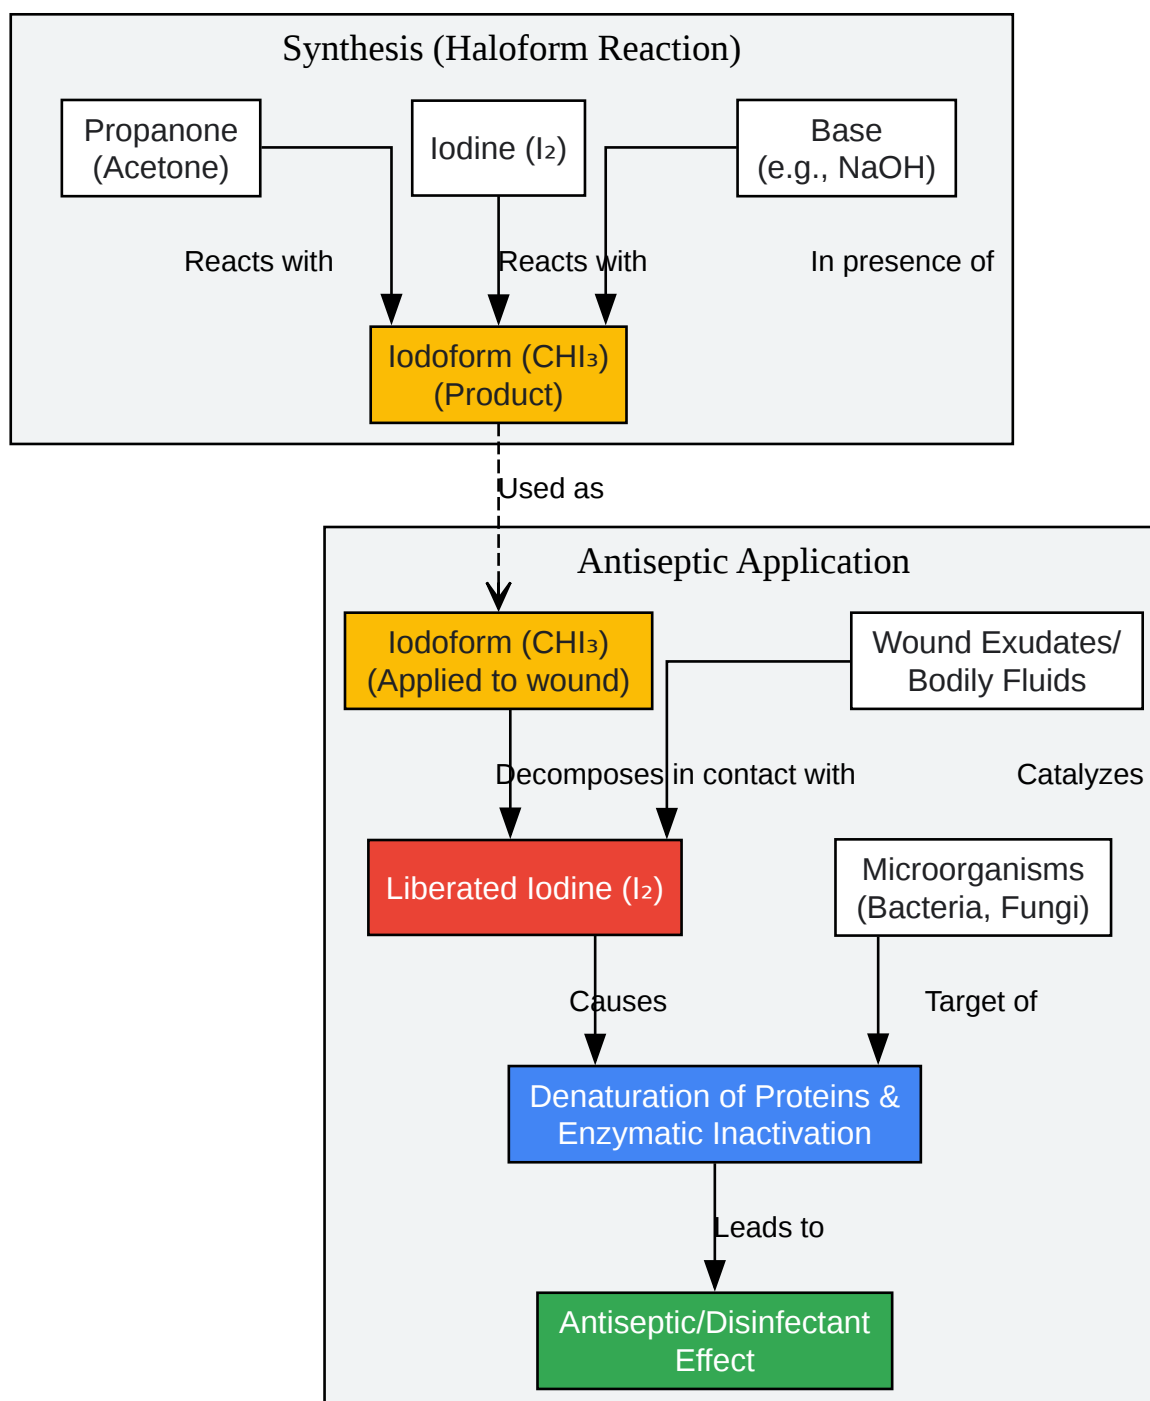 Synthesis (Haloform Reaction)
Propanone
(Acetone)
Iodine (I₂)
Base
(e.g., NaOH)
Reacts with
Reacts with
In presence of
Iodoform (CHI₃)
(Product)
Used as
Antiseptic Application
Iodoform (CHI₃)
(Applied to wound)
Wound Exudates/
Bodily Fluids
Decomposes in contact with
Catalyzes
Liberated Iodine (I₂)
Microorganisms
(Bacteria, Fungi)
Causes
Target of
Denaturation of Proteins &
Enzymatic Inactivation
Leads to
Antiseptic/Disinfectant
Effect